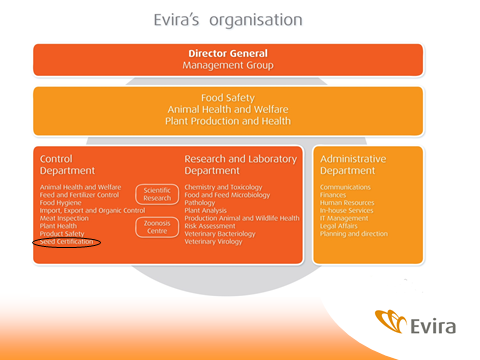 Evira's organisation
Director General
Management Group
Food Safety
Animal Health and Welfare
Plant Production and Health
Control
Department
Animal Health and Welfare
Feed and Fertilizer Control
Food Hygiene
Import, Export and Organic Control
Meat Inspection
Plant Health
Product Safety
Seed Certification
Scientific
Research
Zoonosis
Centre
Research and Laboratory
Department
Chemistry and Toxicology
Food and Feed Microbiology
Pathology
Plant Analysis
Production Animal and Wildlife Health
Risk Assessment
Veterinary Bacteriology
Veterinary Virology
Administrative
Department
Communications
Finances
Human Resources
In-house Services
IT Management
Legal Affairs
Planning and direction
Evira